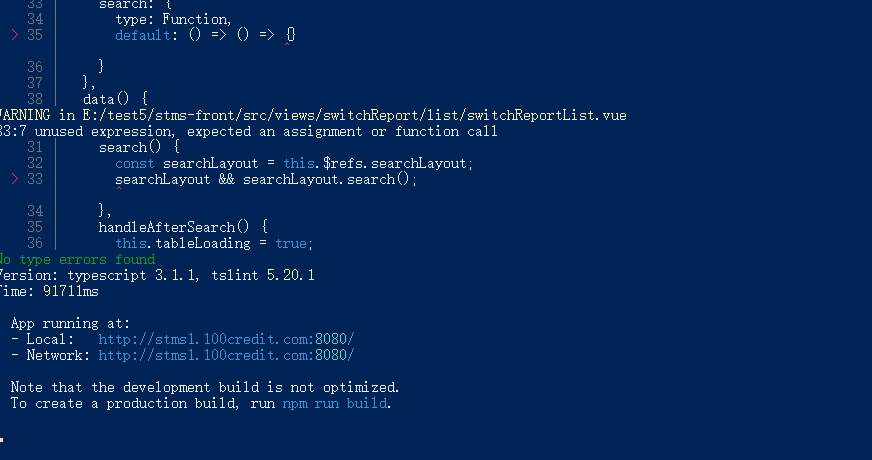 33 search: {
34 type: Function,
> 35 default: () => () => {}
36 }
37 },
38 data() {
WARNING in E:/test5/stms-front/src/views/switchReport/list/switchReportList.vue
33:7 unused expression, expected an assignment or function call
31 search() {
32 const searchLayout = this.$refs.searchLayout;
> 33 searchLayout && searchLayout.search();
^
34 },
35 handleAfterSearch() {
36 this.tableLoading = true;
No type errors found
Version: typescript 3.1.1, tslint 5.20.1
Time: 91711ms
App running at:
- Local: http://stms1.100credit.com:8080/
- Network: http://stms1.100credit.com:8080/
Note that the development build is not optimized.
To create a production build, run npm run build.